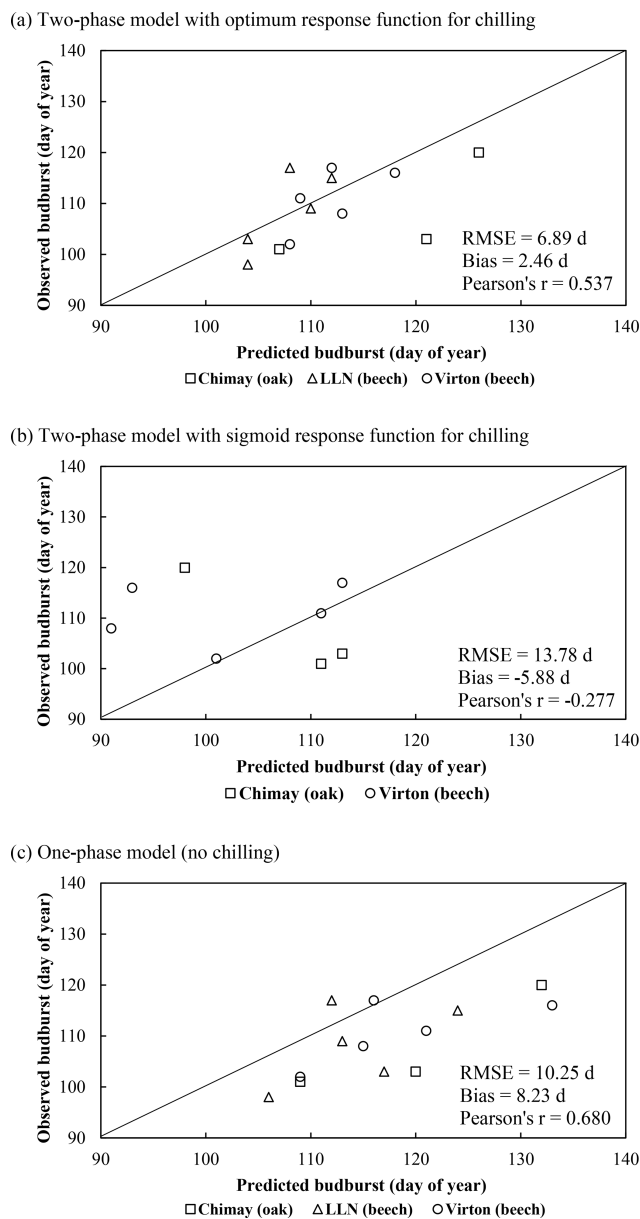 (a) Two-phase model with optimum response function for chilling
140
130
120
110
100
90
Observed budburst (day of year)
RMSE = 6.89 d
Bias = 2.46 d
Pearson's r = 0.537
90 100 110 120 130 140
Predicted budburst (day of year)
Chimay (oak) LLN (beech) Virton (beech)
(b) Two-phase model with sigmoid response function for chilling
140
130
120
110
100
90
Observed budburst (day of year)
RMSE = 13.78 d
Bias = -5.88 d
Pearson's r = -0.277
90 100 110 120 130 140
Predicted budburst (day of year)
Chimay (oak) Virton (beech)
(c) One-phase model (no chilling)
140
130
120
110
100
90
Observed budburst (day of year)
RMSE = 10.25 d
Bias = 8.23 d
Pearson's r = 0.680
90 100 110 120 130 140
Predicted budburst (day of year)
Chimay (oak) LLN (beech) Virton (beech)